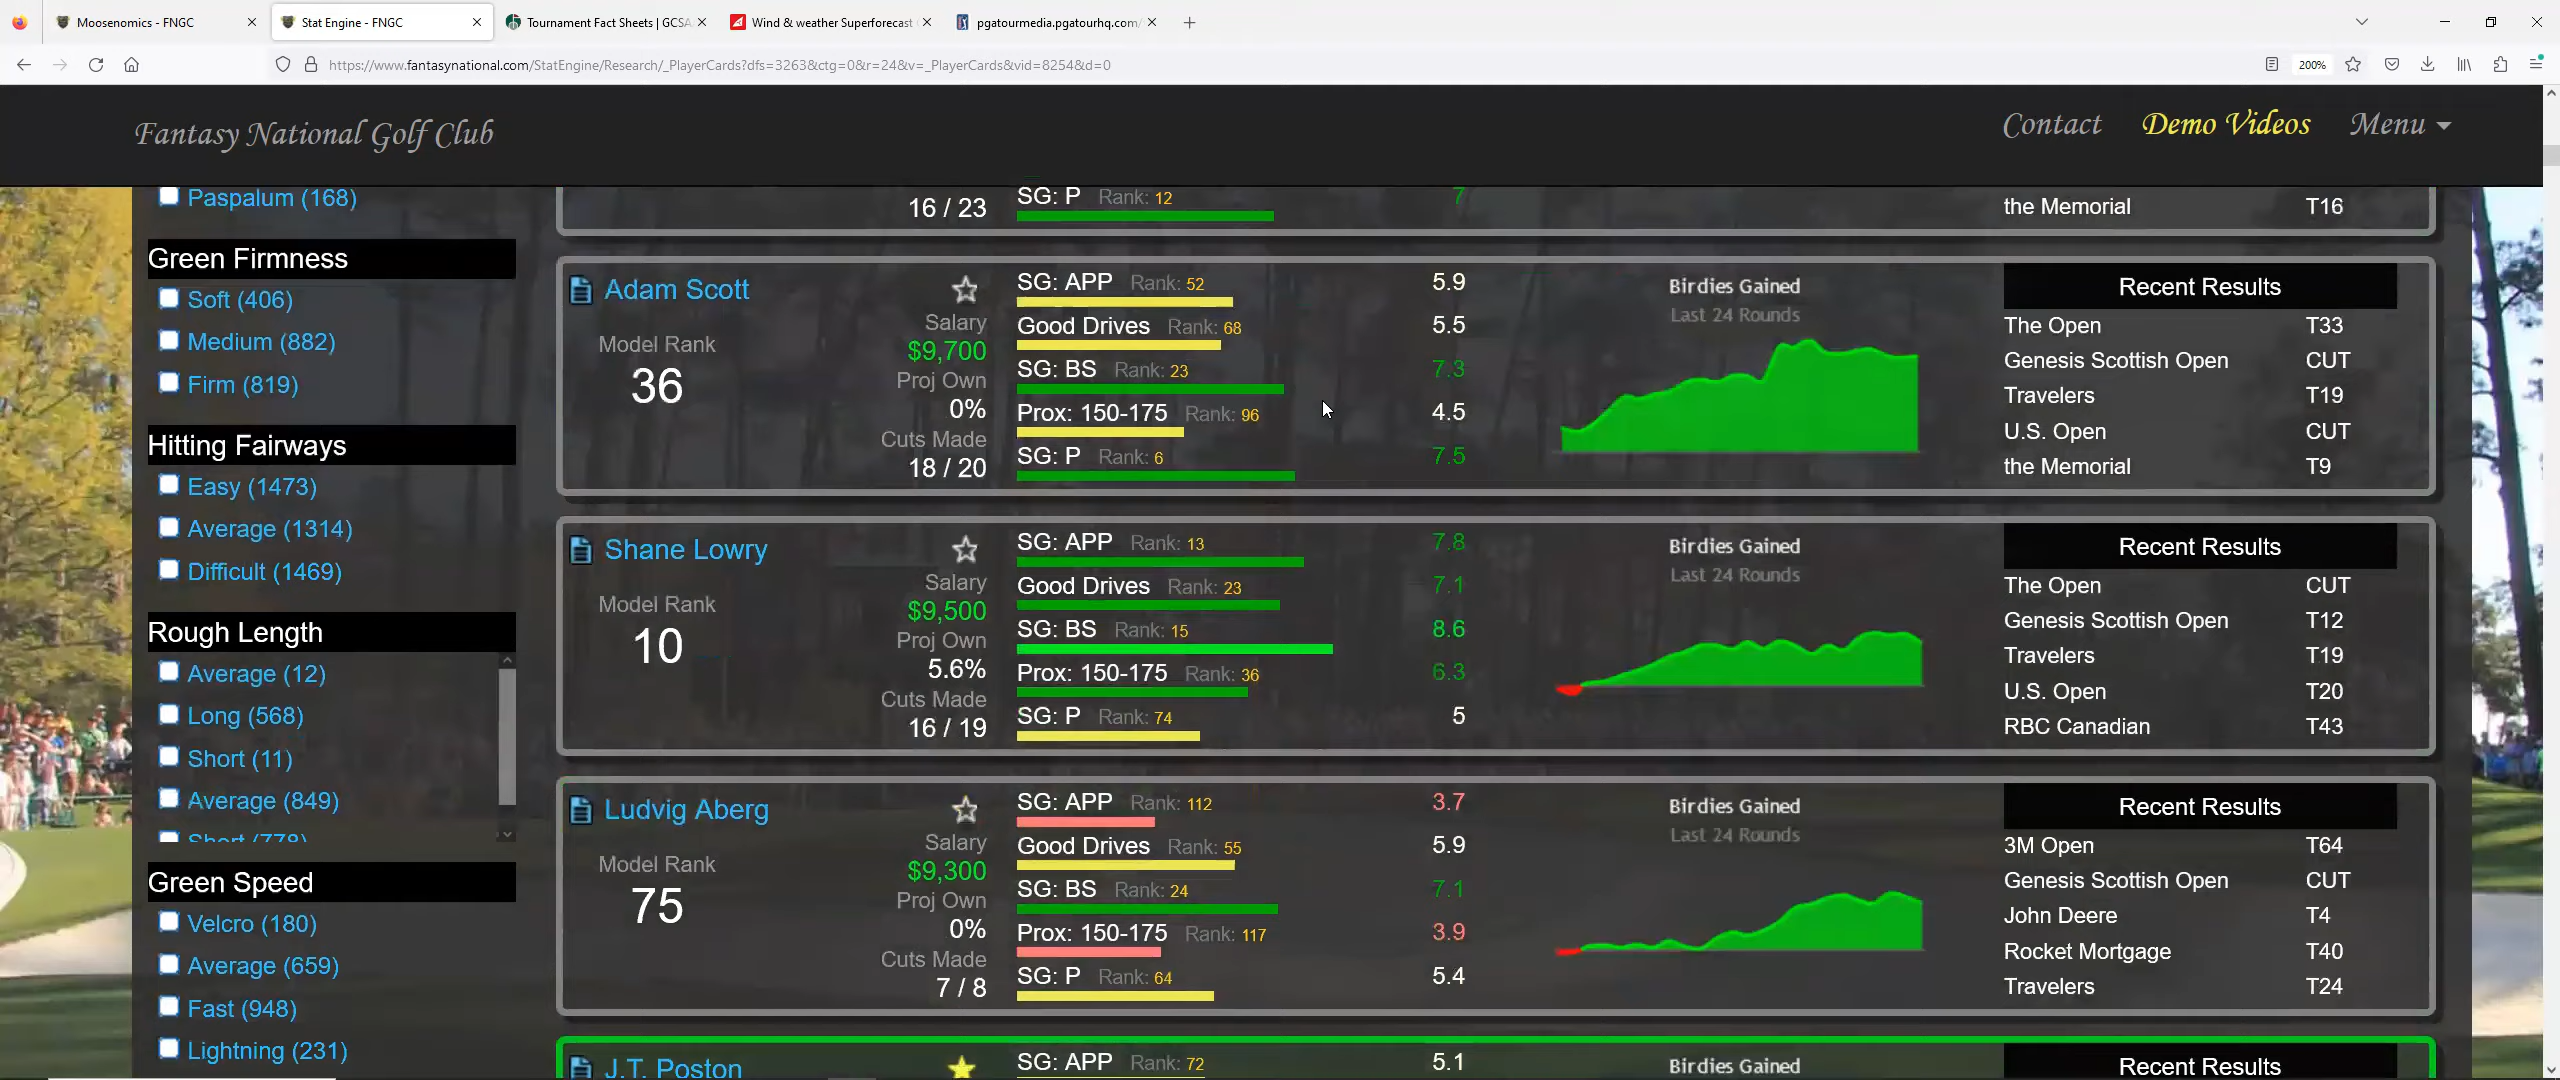 Moosenomics - FNGC
Stat Engine - FNGC
Tournament Fact Sheets | GCSA
Wind & weather Superforecast
pgatourmedia.pgatourhq.com/
https://www.fantasynational.com/StatEngine/Research/_PlayerCards?dfs=3263&ctg=0&r=24&v=_PlayerCards&vid=8254&d=0
200%
Fantasy National Golf Club
Contact
Demo Videos
Menu
Paspalum (168)
Green Firmness
Soft (406)
Medium (882)
Firm (819)
Hitting Fairways
Easy (1473)
Average (1314)
Difficult (1469)
Rough Length
Average (12)
Long (568)
Short (11)
Average (849)
Short (778)
Green Speed
Velcro (180)
Average (659)
Fast (948)
Lightning (231)
16 / 23
SG: P Rank: 12
7
the Memorial T16
Adam Scott
Model Rank
36
Salary
$9,700
Proj Own
0%
Cuts Made
18 / 20
SG: APP Rank: 52 5.9
Good Drives Rank: 68 5.5
SG: BS Rank: 23 7.3
Prox: 150-175 Rank: 96 4.5
SG: P Rank: 6 7.5
Birdies Gained
Last 24 Rounds
Recent Results
The Open T33
Genesis Scottish Open CUT
Travelers T19
U.S. Open CUT
the Memorial T9
Shane Lowry
Model Rank
10
Salary
$9,500
Proj Own
5.6%
Cuts Made
16 / 19
SG: APP Rank: 13 7.8
Good Drives Rank: 23 7.1
SG: BS Rank: 15 8.6
Prox: 150-175 Rank: 36 6.3
SG: P Rank: 74 5
Birdies Gained
Last 24 Rounds
Recent Results
The Open CUT
Genesis Scottish Open T12
Travelers T19
U.S. Open T20
RBC Canadian T43
Ludvig Aberg
Model Rank
75
Salary
$9,300
Proj Own
0%
Cuts Made
7 / 8
SG: APP Rank: 112 3.7
Good Drives Rank: 55 5.9
SG: BS Rank: 24 7.1
Prox: 150-175 Rank: 117 3.9
SG: P Rank: 64 5.4
Birdies Gained
Last 24 Rounds
Recent Results
3M Open T64
Genesis Scottish Open CUT
John Deere T4
Rocket Mortgage T40
Travelers T24
J.T. Poston
SG: APP Rank: 72 5.1
Birdies Gained
Recent Results